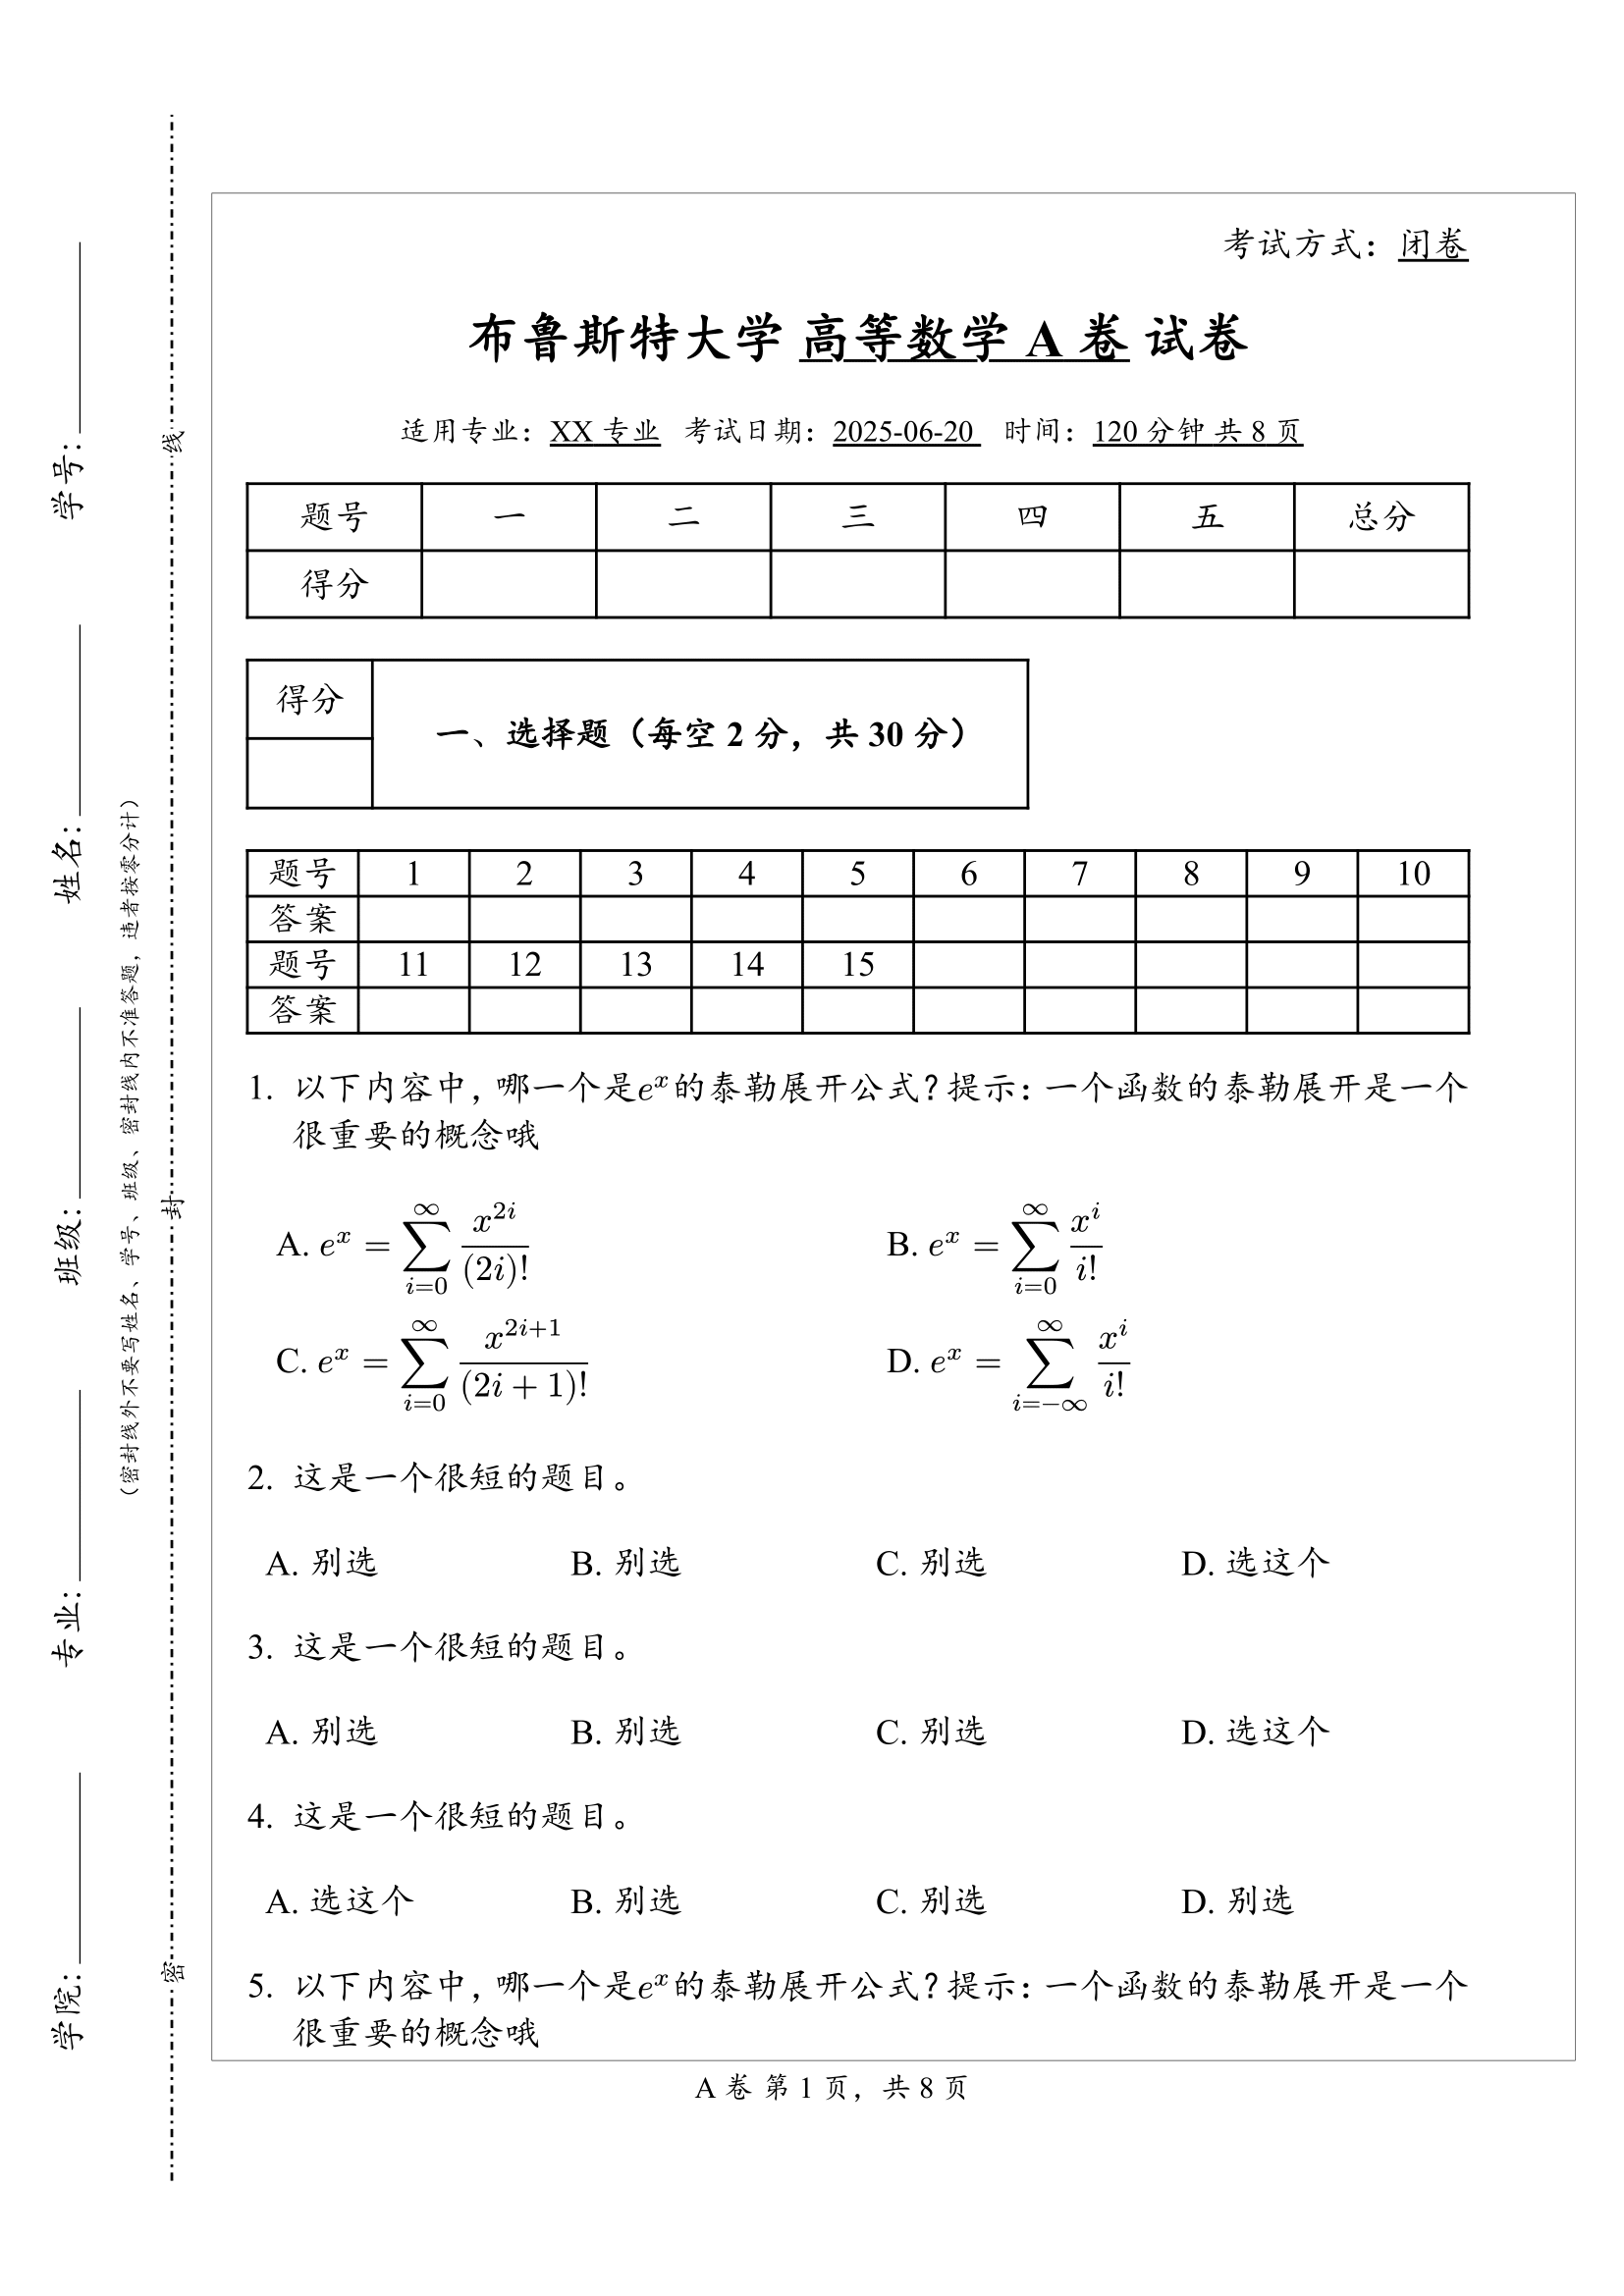 学号：
姓名：
班级：
专业：
学院：
（密封线外不要写姓名、学号、班级、密封线内不准答题，违者按零分计）
线
封
密
考试方式：闭卷
布鲁斯特大学 高等数学 A 卷 试卷
适用专业：XX 专业 考试日期：2025-06-20 时间：120 分钟 共 8 页
题号 一 二 三 四 五 总分
得分
得分
一、选择题（每空 2 分，共 30 分）
题号 1 2 3 4 5 6 7 8 9 10
答案
题号 11 12 13 14 15
答案
1. 以下内容中，哪一个是$e^x$的泰勒展开公式？提示：一个函数的泰勒展开是一个
很重要的概念哦
A. $e^x = \sum_{i=0}^{\infty} \frac{x^{2i}}{(2i)!}$ B. $e^x = \sum_{i=0}^{\infty} \frac{x^i}{i!}$
C. $e^x = \sum_{i=0}^{\infty} \frac{x^{2i+1}}{(2i+1)!}$ D. $e^x = \sum_{i=-\infty}^{\infty} \frac{x^i}{i!}$
2. 这是一个很短的题目。
A. 别选 B. 别选 C. 别选 D. 选这个
3. 这是一个很短的题目。
A. 别选 B. 别选 C. 别选 D. 选这个
4. 这是一个很短的题目。
A. 选这个 B. 别选 C. 别选 D. 别选
5. 以下内容中，哪一个是$e^x$的泰勒展开公式？提示：一个函数的泰勒展开是一个
很重要的概念哦
A 卷 第 1 页，共 8 页